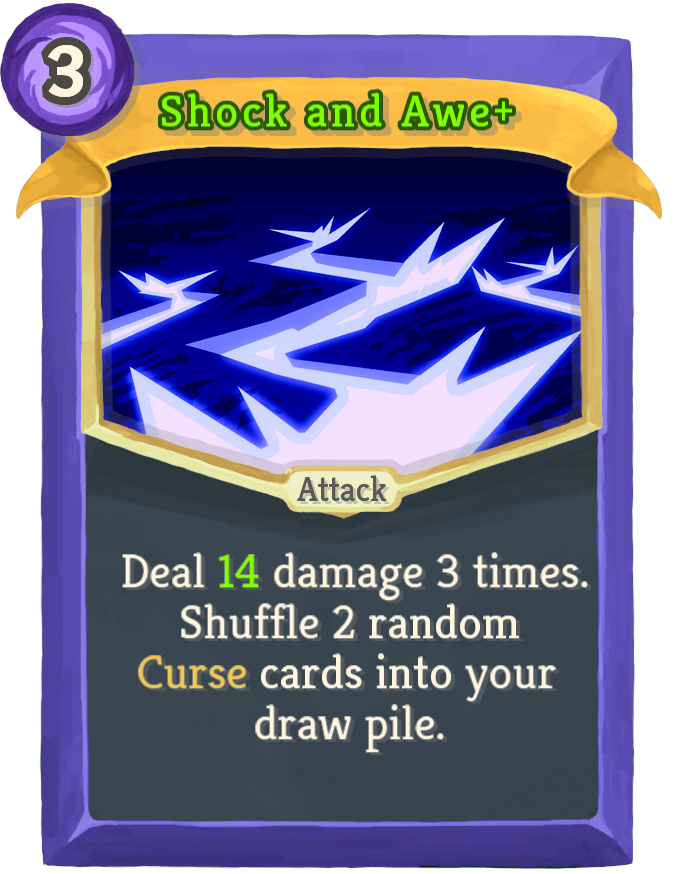 3
Shock and Awe+
Attack
Deal 14 damage 3 times.
Shuffle 2 random
Curse cards into your
draw pile.